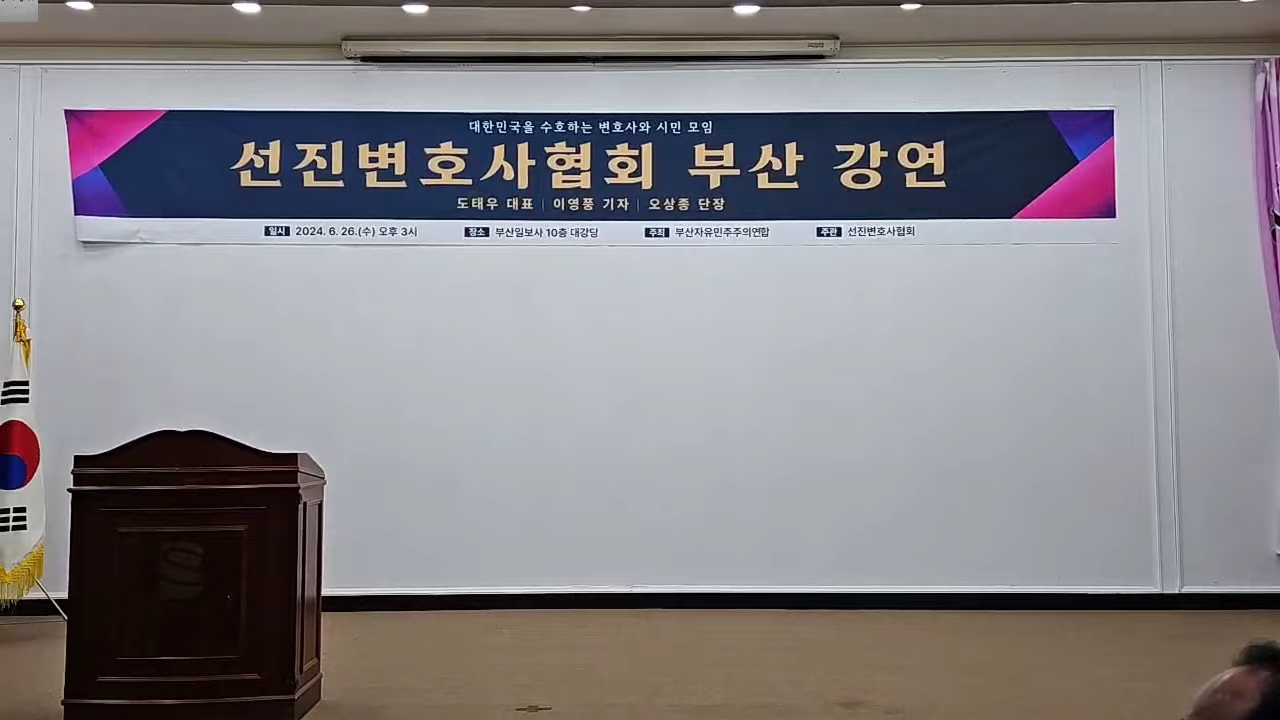 대한민국을 수호하는 변호사와 시민 모임
선진변호사협회 부산 강연
도태우 대표 | 이영풍 기자 | 오상종 단장
일시 2024. 6. 26.(수) 오후 3시 장소 부산일보사 10층 대강당 주최 부산자유민주주의연합 주관 선진변호사협회